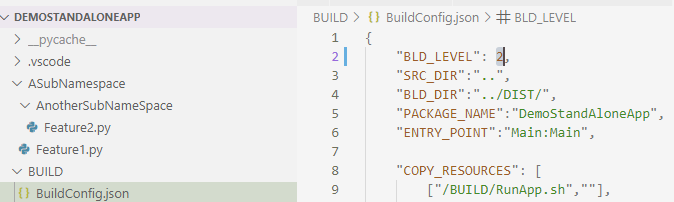 DEMOSTANDALONEAPP
__pycache__
.vscode
ASubNamespace
AnotherSubNameSpace
Feature2.py
Feature1.py
BUILD
{} BuildConfig.json
BUILD > {} BuildConfig.json > # BLD_LEVEL
1 {
2 "BLD_LEVEL": 2,
3 "SRC_DIR":"..",
4 "BLD_DIR":"../DIST/",
5 "PACKAGE_NAME":"DemoStandAloneApp",
6 "ENTRY_POINT":"Main:Main",
7
8 "COPY_RESOURCES": [
9 ["/BUILD/RunApp.sh",""],